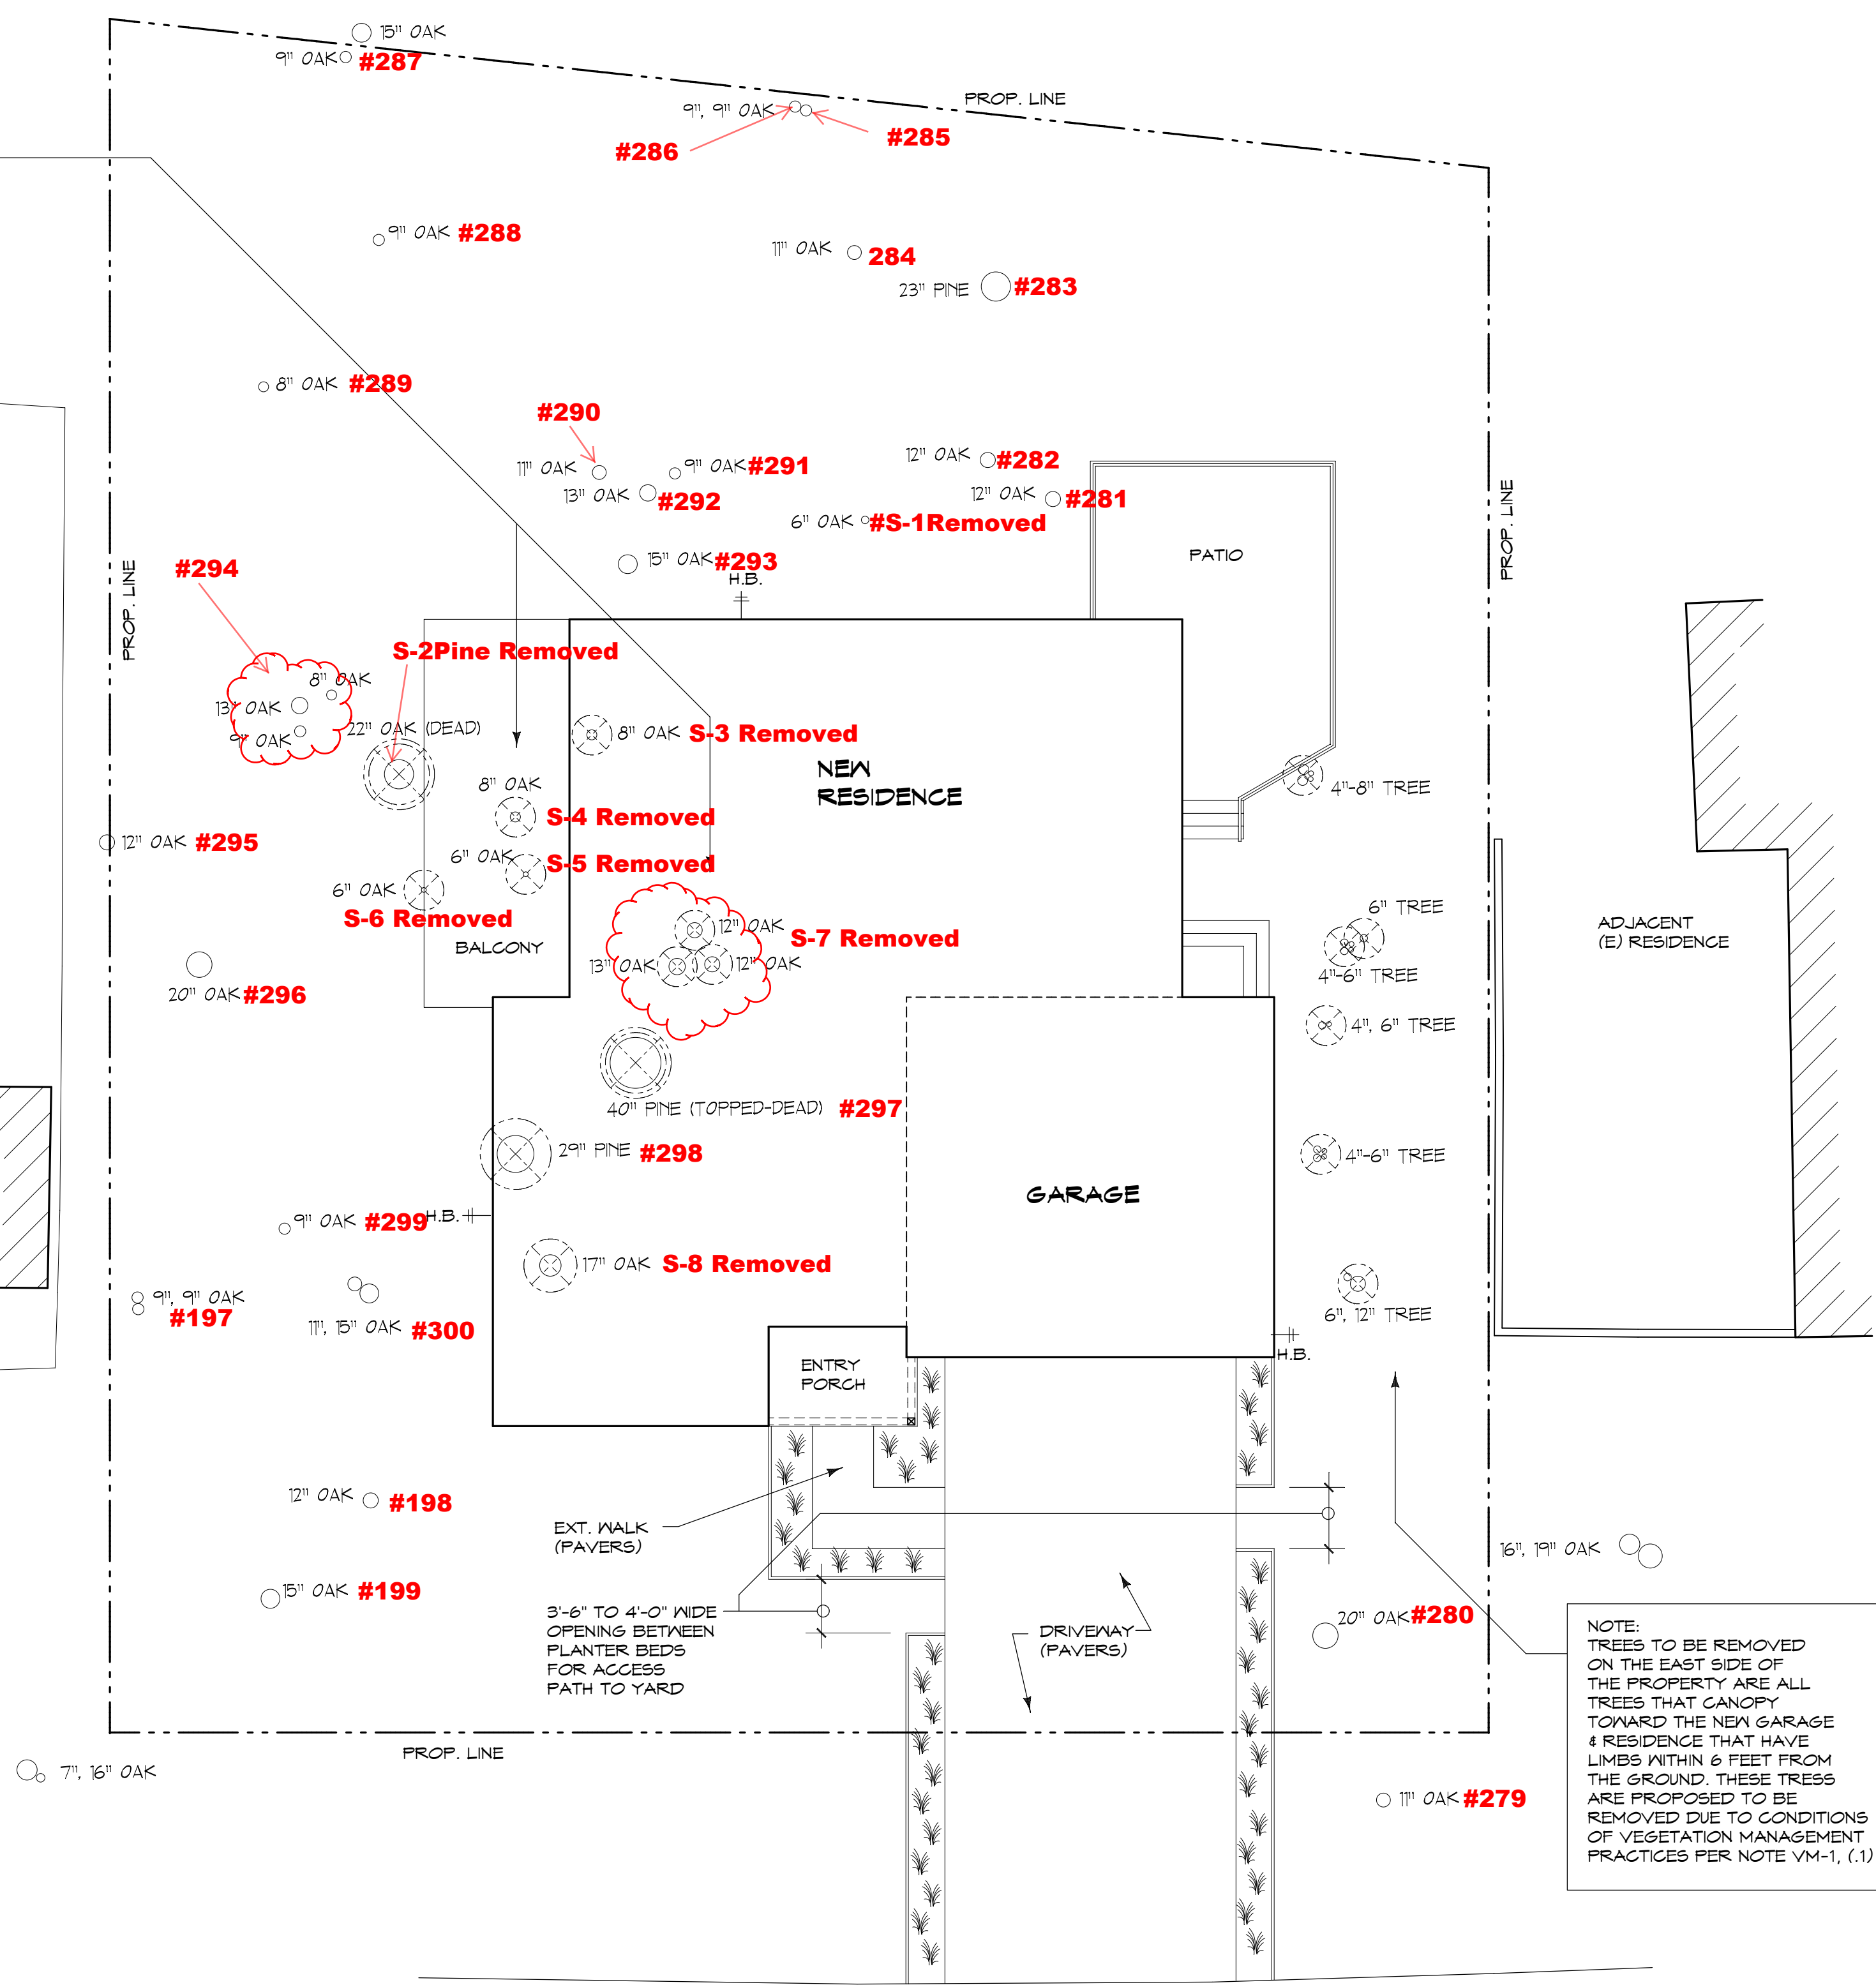 15" OAK
9" OAK #287
PROP. LINE
9", 9" OAK
#285
#286
9" OAK #288
11" OAK 284
23" PINE #283
8" OAK #289
#290
11" OAK
9" OAK #291
12" OAK #282
13" OAK #292
12" OAK #281
6" OAK #S-1Removed
PROP. LINE
PATIO
15" OAK #293
H.B.
#294
PROP. LINE
S-2Pine Removed
8" OAK
13" OAK
9" OAK
22" OAK (DEAD)
8" OAK S-3 Removed
NEW
RESIDENCE
8" OAK
S-4 Removed
4"-8" TREE
12" OAK #295
6" OAK
S-5 Removed
6" OAK
S-6 Removed
BALCONY
12" OAK
S-7 Removed
13" OAK
12" OAK
6" TREE
4"-6" TREE
ADJACENT
(E) RESIDENCE
20" OAK #296
4", 6" TREE
40" PINE (TOPPED-DEAD) #297
29" PINE #298
4"-6" TREE
GARAGE
9" OAK #299
H.B.
17" OAK S-8 Removed
9", 9" OAK
#197
11", 15" OAK #300
6", 12" TREE
H.B.
ENTRY
PORCH
12" OAK #198
EXT. WALK
(PAVERS)
16", 19" OAK
15" OAK #199
3'-6" TO 4'-0" WIDE
OPENING BETWEEN
PLANTER BEDS
FOR ACCESS
PATH TO YARD
DRIVEWAY
(PAVERS)
20" OAK #280
NOTE:
TREES TO BE REMOVED
ON THE EAST SIDE OF
THE PROPERTY ARE ALL
TREES THAT CANOPY
TOWARD THE NEW GARAGE
& RESIDENCE THAT HAVE
LIMBS WITHIN 6 FEET FROM
THE GROUND. THESE TRESS
ARE PROPOSED TO BE
REMOVED DUE TO CONDITIONS
OF VEGETATION MANAGEMENT
PRACTICES PER NOTE VM-1, (.1)
PROP. LINE
7", 16" OAK
11" OAK #279